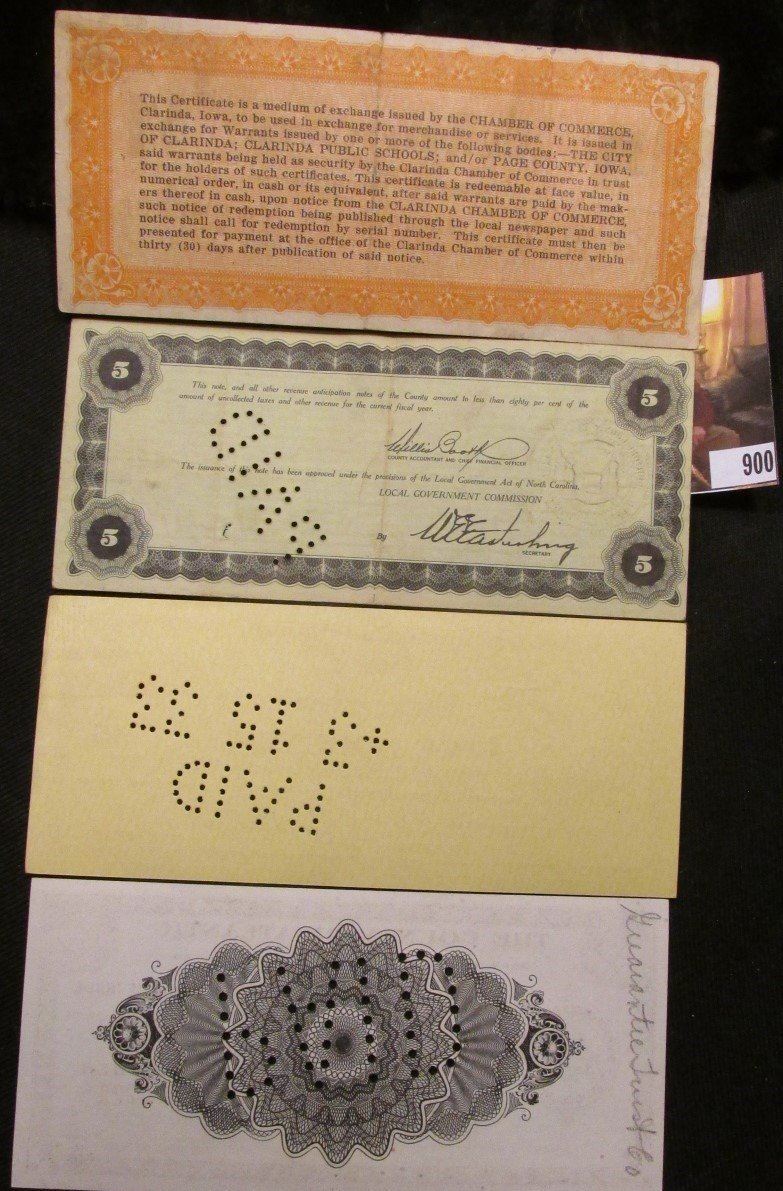 This Certificate is a medium of exchange issued by the CHAMBER OF COMMERCE,
Clarinda, Iowa, to be used in exchange for merchandise or services. It is issued in
exchange for Warrants issued by one or more of the following bodies;—THE CITY
OF CLARINDA; CLARINDA PUBLIC SCHOOLS; and/or PAGE COUNTY, IOWA,
said warrants being held as security by the Clarinda Chamber of Commerce in trust
for the holders of such certificates. This certificate is redeemable at face value, in
numerical order, in cash or its equivalent, after said warrants are paid by the mak-
ers thereof in cash, upon notice from the CLARINDA CHAMBER OF COMMERCE,
such notice of redemption being published through the local newspaper and such
notice shall call for redemption by serial number. This certificate must then be
presented for payment at the office of the Clarinda Chamber of Commerce within
thirty (30) days after publication of said notice.
900
5
5
This note, and all other revenue anticipation notes of the County amount to less than eighty per cent of the
amount of uncollected taxes and other revenue for the current fiscal year.
Willis Booth
COUNTY ACCOUNTANT AND CHIEF FINANCIAL OFFICER
The issuance of this note has been approved under the provisions of the Local Government Act of North Carolina.
LOCAL GOVERNMENT COMMISSION
By
SECRETARY
5
5
PAID
Guarantee Trust Co